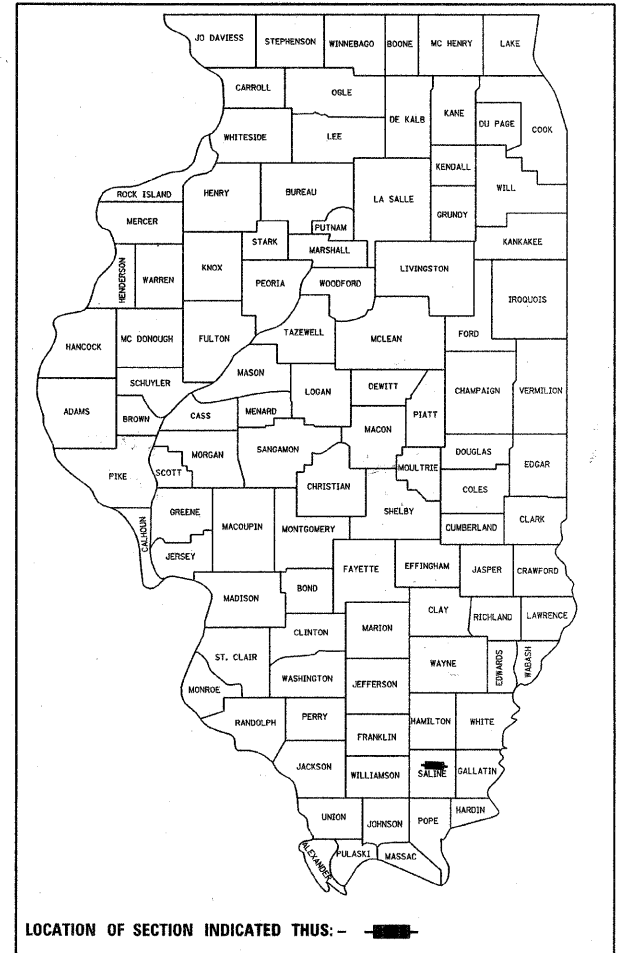 JO DAVIESS STEPHENSON WINNEBAGO BOONE MC HENRY LAKE
CARROLL OGLE
DE KALB KANE DU PAGE COOK
WHITESIDE LEE
KENDALL WILL
ROCK ISLAND HENRY BUREAU LA SALLE
MERCER PUTNAM GRUNDY
STARK MARSHALL KANKAKEE
HENDERSON WARREN KNOX PEORIA WOODFORD LIVINGSTON IROQUOIS
HANCOCK MC DONOUGH FULTON TAZEWELL MCLEAN FORD
MASON
SCHUYLER LOGAN DEWITT CHAMPAIGN VERMILION
ADAMS BROWN CASS MENARD MACON PIATT
PIKE SCOTT MORGAN SANGAMON MOULTRIE DOUGLAS EDGAR
CHRISTIAN COLES
CALHOUN GREENE MACOUPIN MONTGOMERY SHELBY CUMBERLAND CLARK
JERSEY
MADISON BOND FAYETTE EFFINGHAM JASPER CRAWFORD
CLINTON MARION CLAY RICHLAND LAWRENCE
ST. CLAIR WASHINGTON JEFFERSON WAYNE EDWARDS WABASH
MONROE
RANDOLPH PERRY FRANKLIN HAMILTON WHITE
JACKSON WILLIAMSON SALINE GALLATIN
UNION JOHNSON POPE HARDIN
ALEXANDER PULASKI MASSAC
LOCATION OF SECTION INDICATED THUS:-